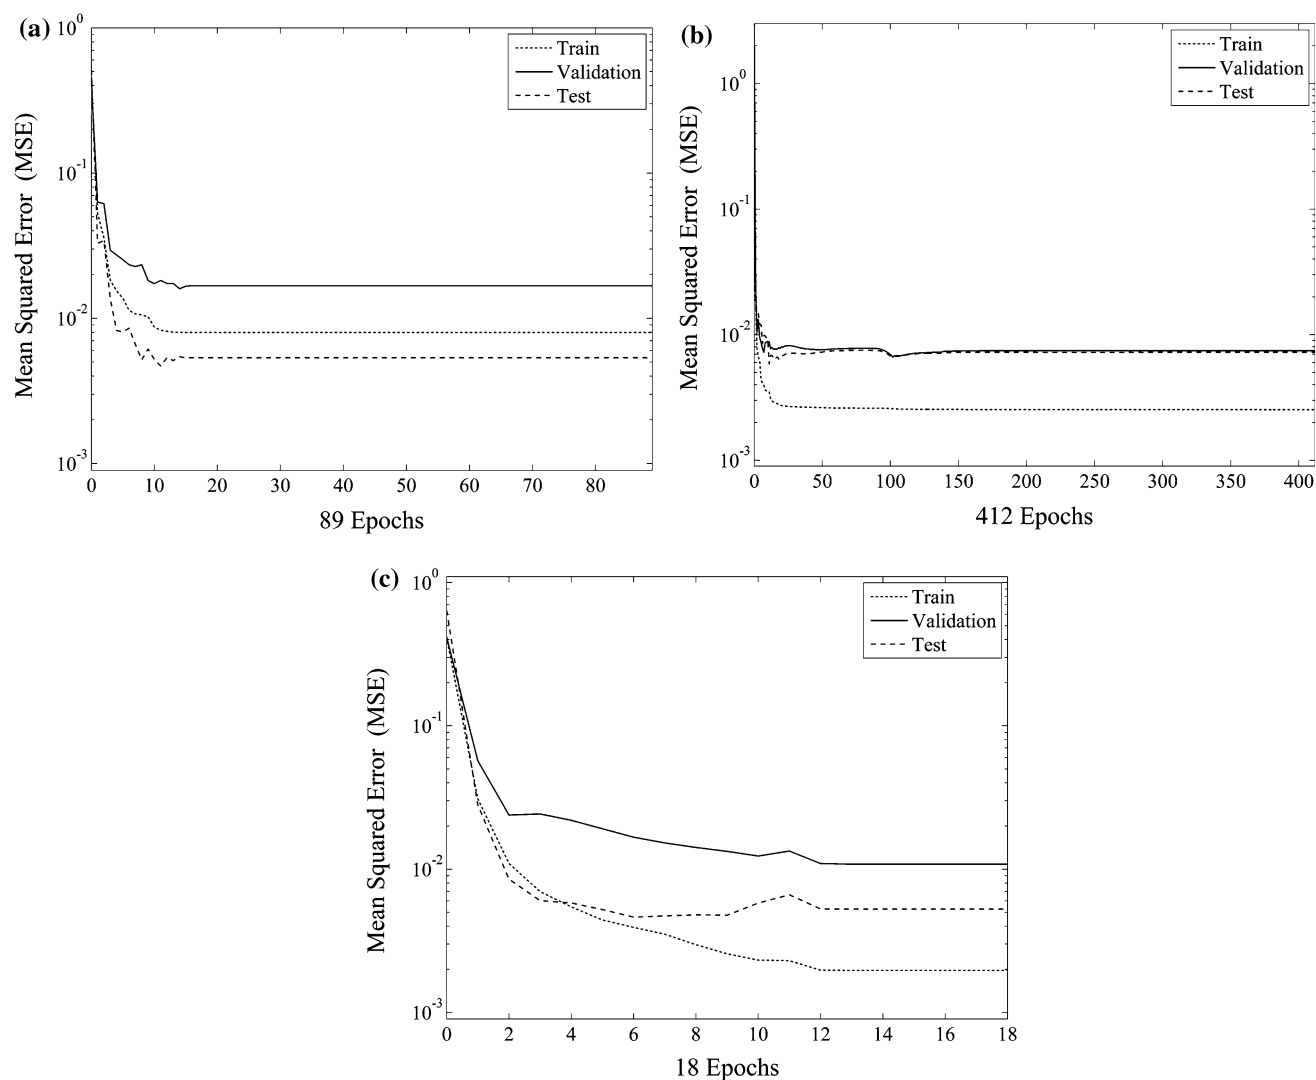 (a)
10^0
10^-1
10^-2
10^-3
Mean Squared Error (MSE)
Train
Validation
Test
0 10 20 30 40 50 60 70 80
89 Epochs
(b)
10^0
10^-1
10^-2
10^-3
Mean Squared Error (MSE)
Train
Validation
Test
0 50 100 150 200 250 300 350 400
412 Epochs
(c)
10^0
10^-1
10^-2
10^-3
Mean Squared Error (MSE)
Train
Validation
Test
0 2 4 6 8 10 12 14 16 18
18 Epochs